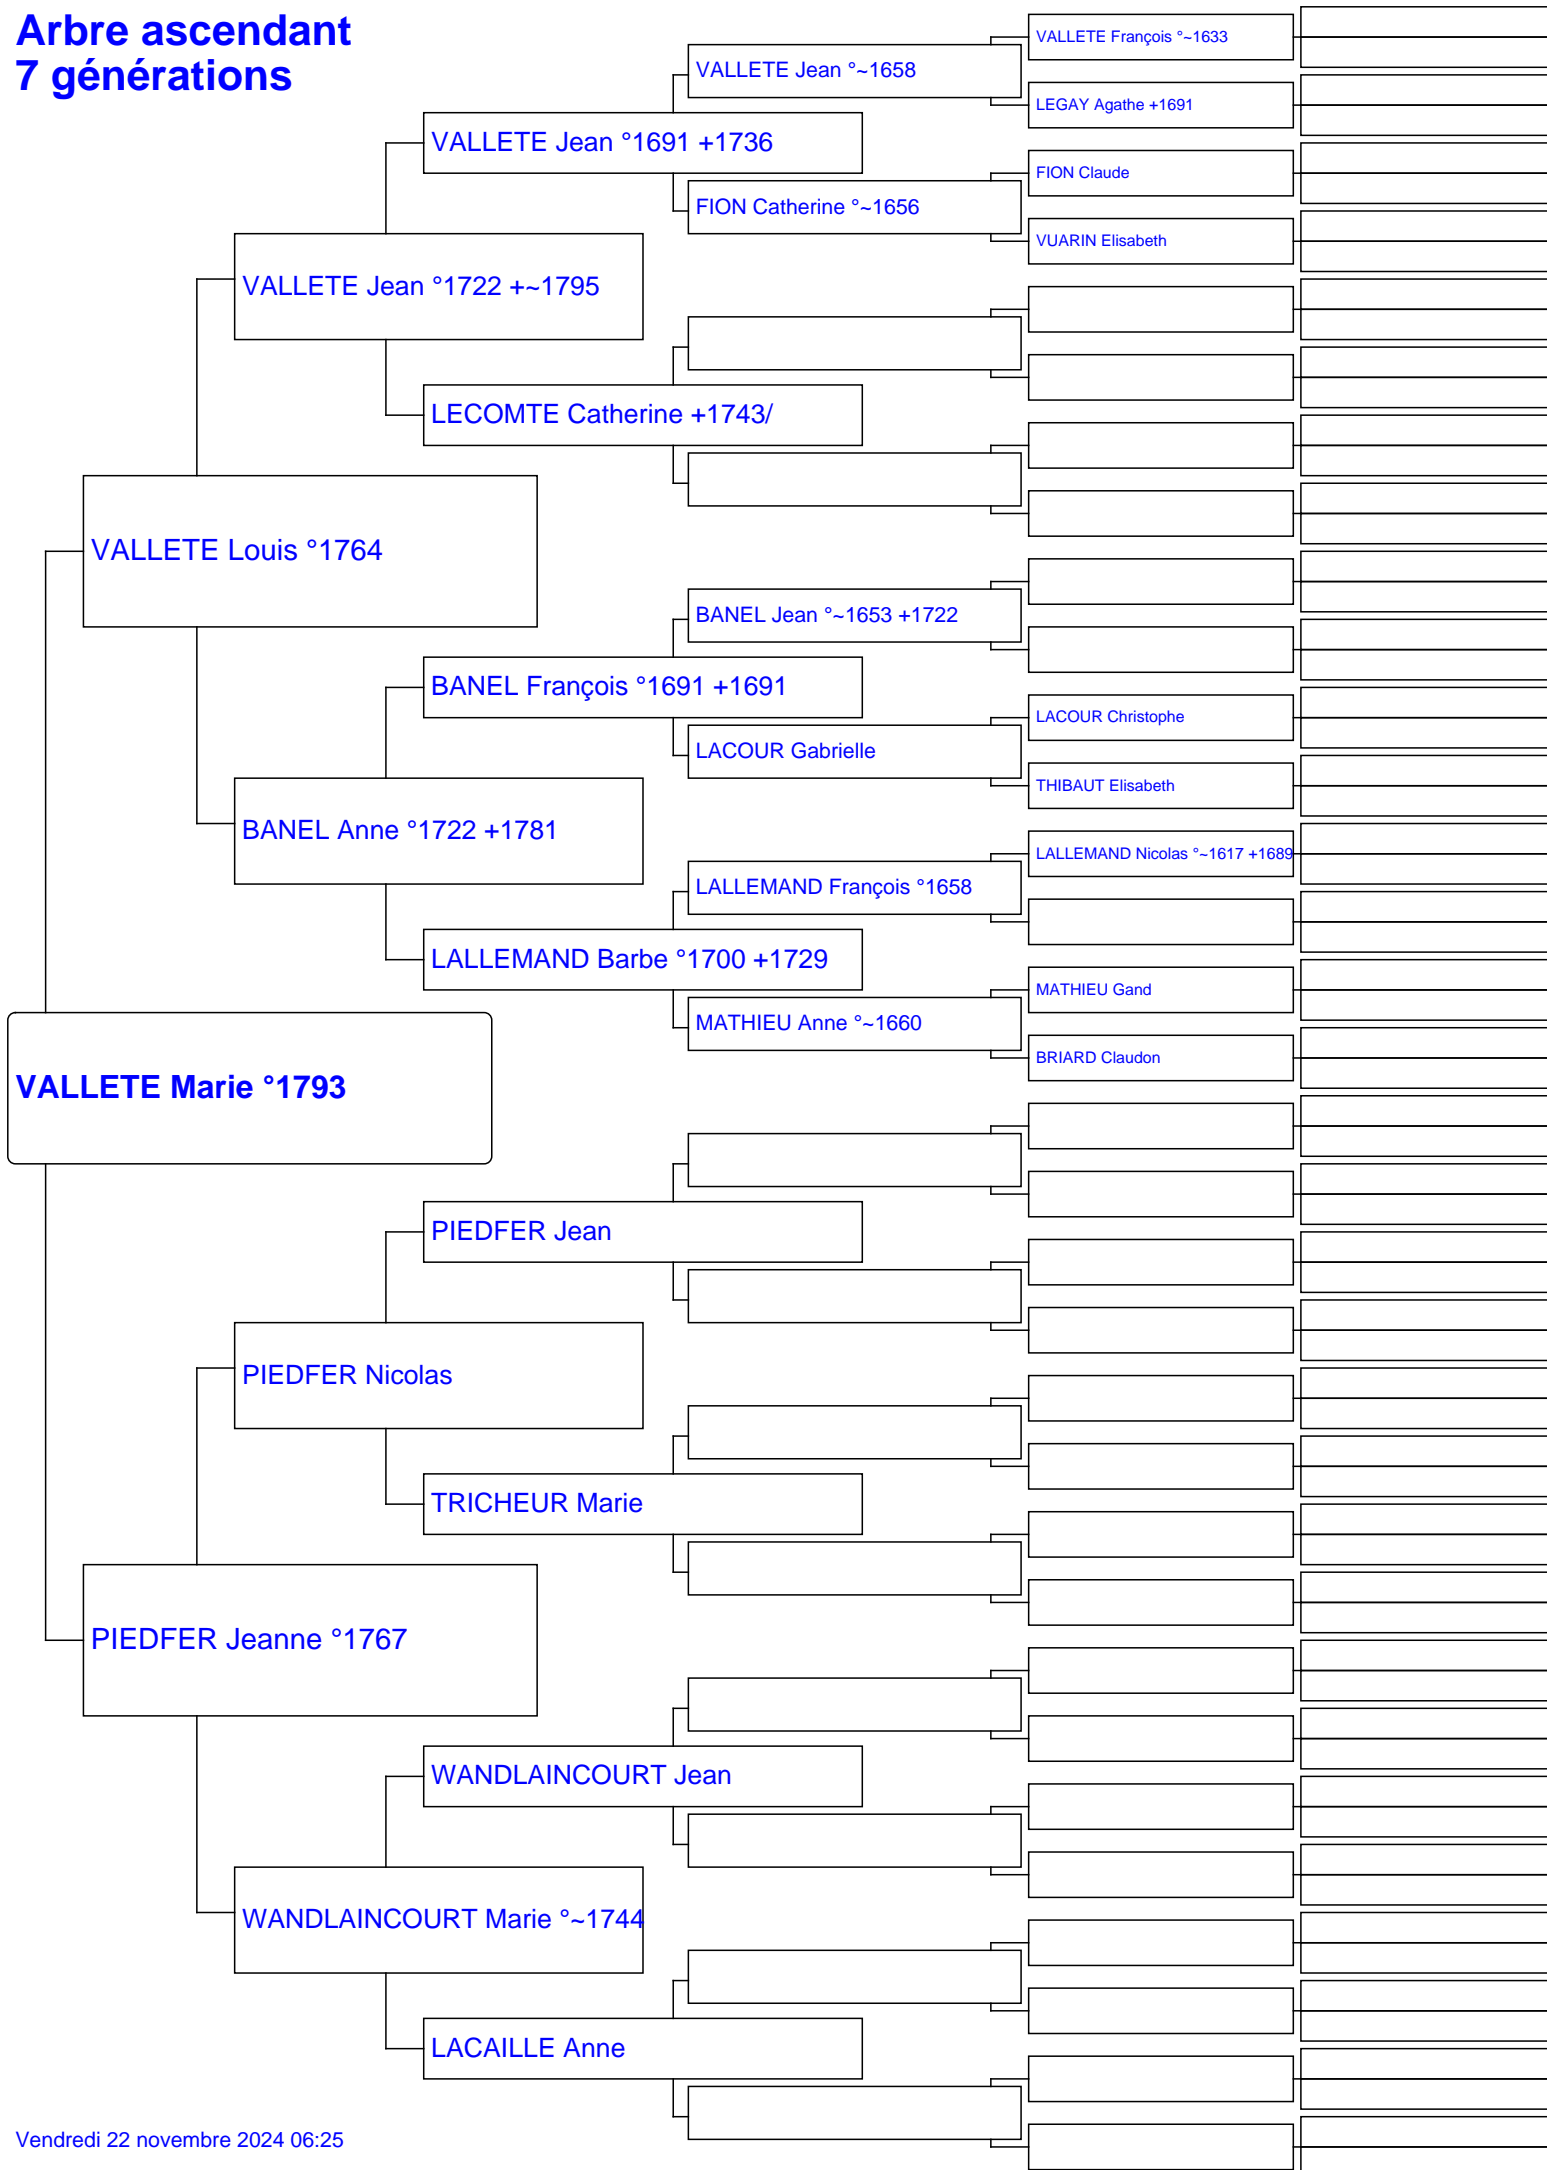 Arbre ascendant
7 générations
VALLETE François °~1633
VALLETE Jean °~1658
LEGAY Agathe +1691
VALLETE Jean °1691 +1736
FION Claude
FION Catherine °~1656
VUARIN Elisabeth
VALLETE Jean °1722 +~1795
LECOMTE Catherine +1743/
VALLETE Louis °1764
BANEL Jean °~1653 +1722
BANEL François °1691 +1691
LACOUR Christophe
LACOUR Gabrielle
THIBAUT Elisabeth
BANEL Anne °1722 +1781
LALLEMAND Nicolas °~1617 +1689
LALLEMAND François °1658
LALLEMAND Barbe °1700 +1729
MATHIEU Gand
MATHIEU Anne °~1660
BRIARD Claudon
VALLETE Marie °1793
PIEDFER Jean
PIEDFER Nicolas
TRICHEUR Marie
PIEDFER Jeanne °1767
WANDLAINCOURT Jean
WANDLAINCOURT Marie °~1744
LACAILLE Anne
Vendredi 22 novembre 2024 06:25